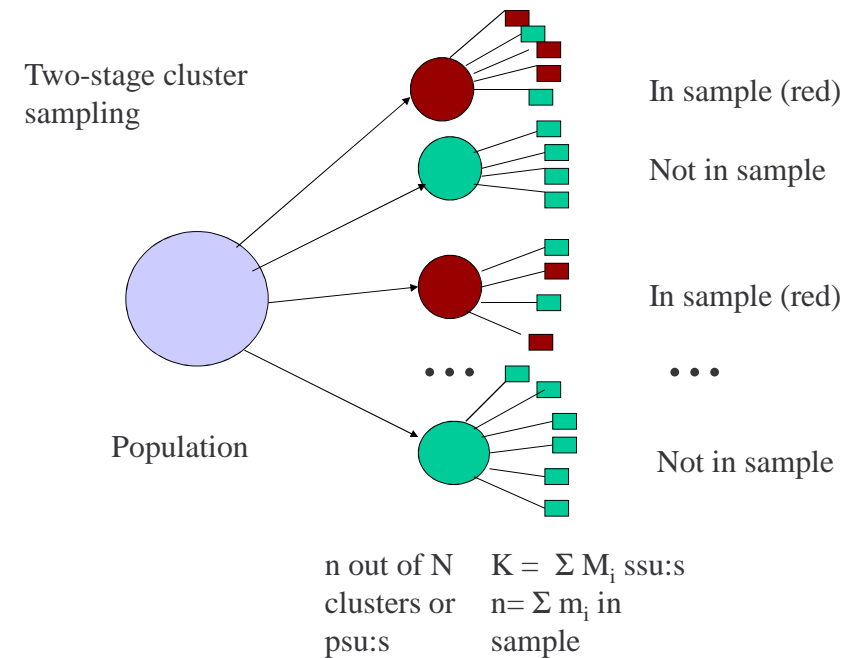 Two-stage cluster
sampling
In sample (red)
Not in sample
In sample (red)
• • • • • •
Population
Not in sample
n out of N
clusters or
psu:s
K = Σ Mᵢ ssu:s
n= Σ mᵢ in
sample